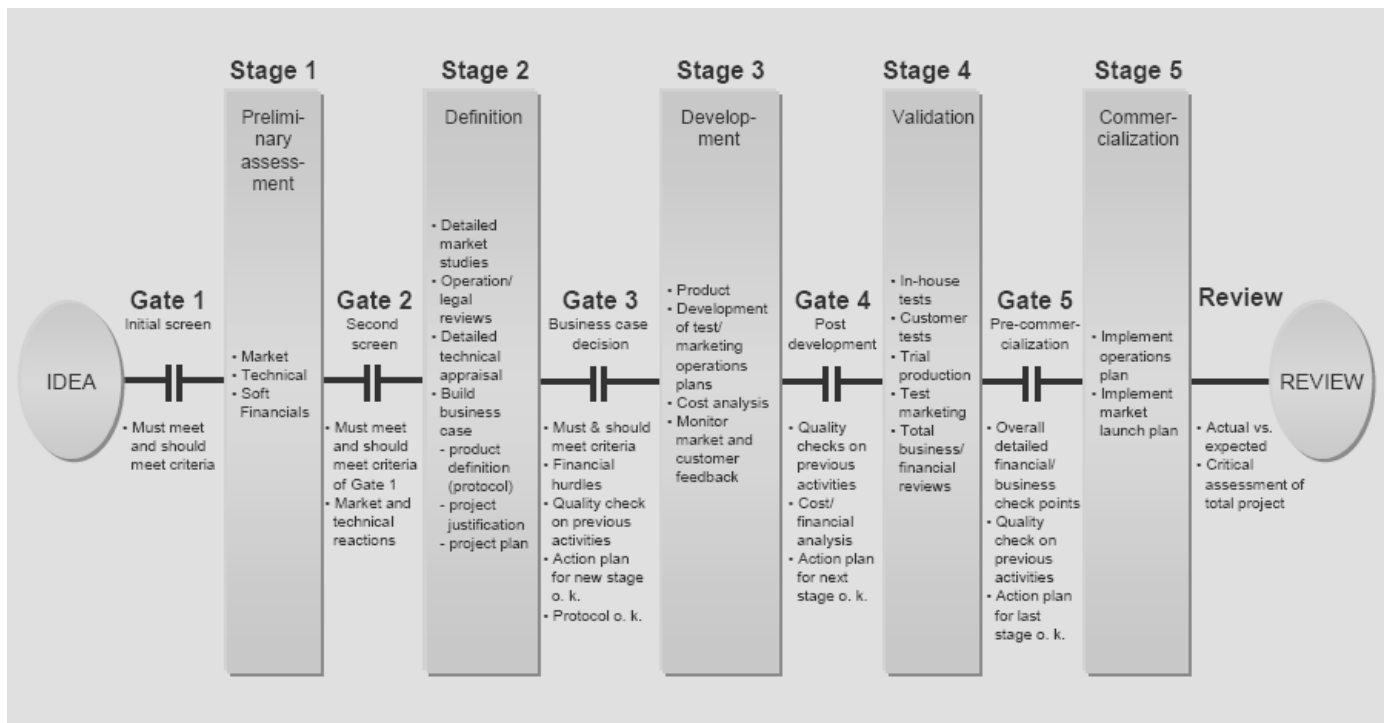 IDEA
Gate 1
Initial screen
• Must meet
and should
meet criteria
Stage 1
Prelimi-
nary
assess-
ment
• Market
• Technical
• Soft
Financials
Gate 2
Second
screen
• Must meet
and should
meet criteria
of Gate 1
• Market and
technical
reactions
Stage 2
Definition
• Detailed
market
studies
• Operation/
legal
reviews
• Detailed
technical
appraisal
• Build
business
case
- product
definition
(protocol)
- project
justification
- project plan
Gate 3
Business case
decision
• Must & should
meet criteria
• Financial
hurdles
• Quality check
on previous
activities
• Action plan
for new stage
o. k.
• Protocol o. k.
Stage 3
Develop-
ment
• Product
• Development
of test/
marketing
operations
plans
• Cost analysis
• Monitor
market and
customer
feedback
Gate 4
Post
development
• Quality
checks on
previous
activities
• Cost/
financial
analysis
• Action plan
for next
stage o. k.
Stage 4
Validation
• In-house
tests
• Customer
tests
• Trial
production
• Test
marketing
• Total
business/
financial
reviews
Gate 5
Pre-commer-
cialization
• Overall
detailed
financial/
business
check points
• Quality
check on
previous
activities
• Action plan
for last
stage o. k.
Stage 5
Commer-
cialization
• Implement
operations
plan
• Implement
market
launch plan
Review
• Actual vs.
expected
• Critical
assessment of
total project
REVIEW